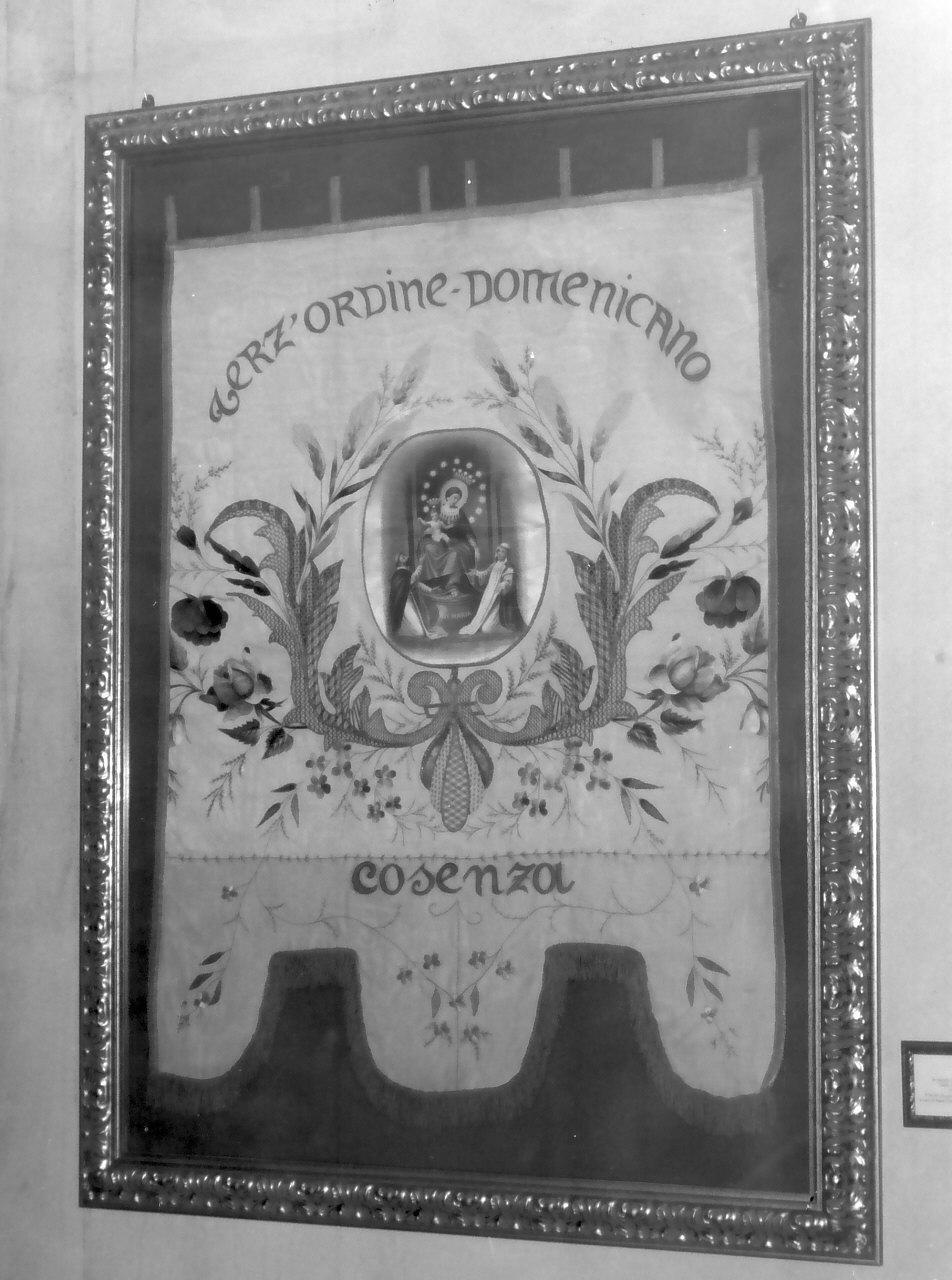 Terz' Ordine-Domenicano
cosenza